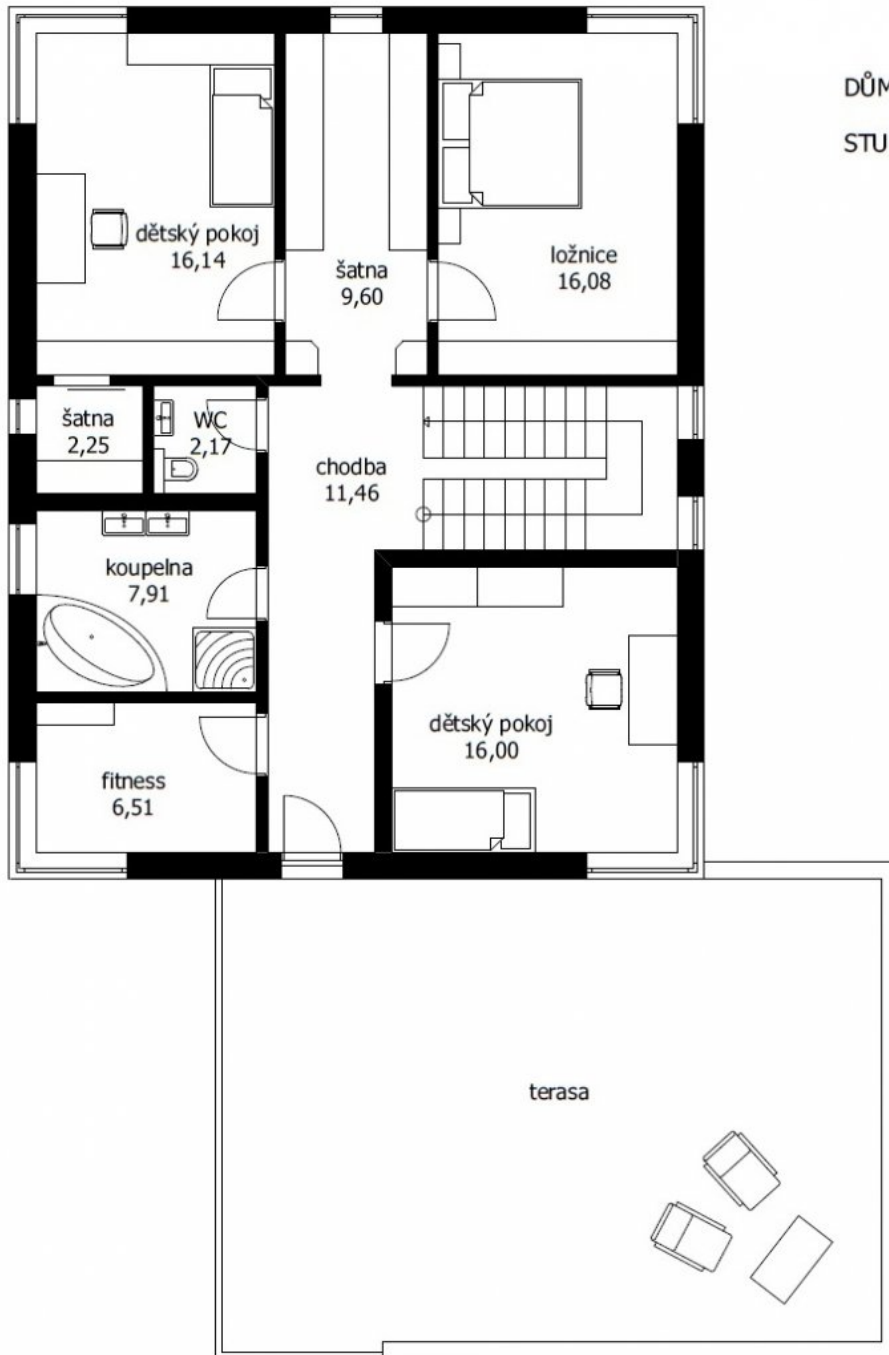 DŮM
STU
dětský pokoj
16,14
šatna
9,60
ložnice
16,08
šatna
2,25
WC
2,17
chodba
11,46
koupelna
7,91
dětský pokoj
16,00
fitness
6,51
terasa